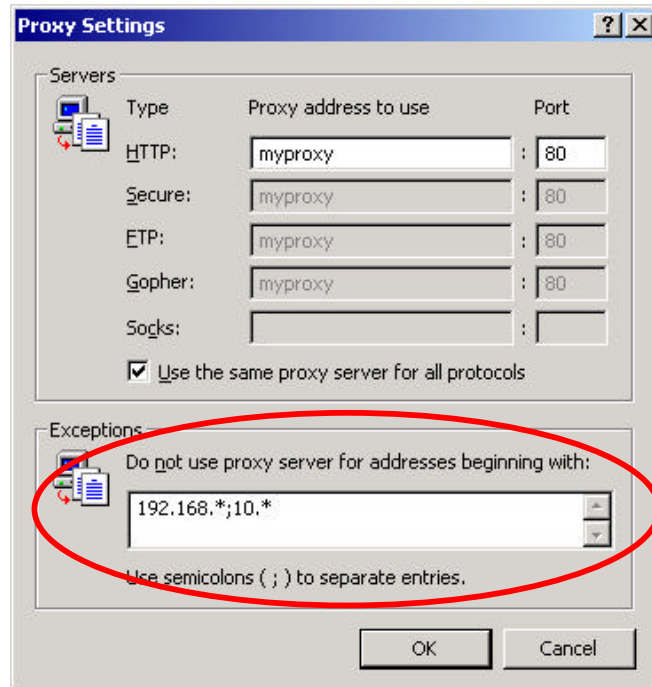 Proxy Settings
Servers
Type Proxy address to use Port
HTTP: myproxy : 80
Secure: myproxy : 80
FTP: myproxy : 80
Gopher: myproxy : 80
Socks: :
Use the same proxy server for all protocols
Exceptions
Do not use proxy server for addresses beginning with:
192.168.*;10.*
Use semicolons ( ; ) to separate entries.
OK Cancel